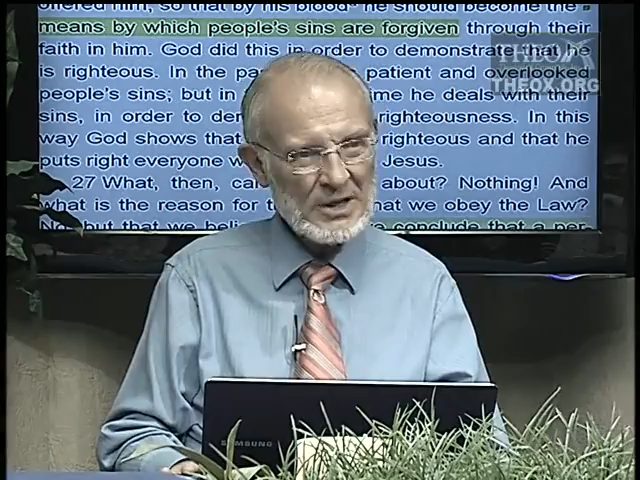 offered him, so that by his blood he should become the
means by which people's sins are forgiven through their
faith in him. God did this in order to demonstrate that he
is righteous. In the pa patient and overlooked
people's sins; but in me he deals with their
sins, in order to der righteousness. In this
way God shows that righteous and that he
puts right everyone w Jesus.
27 What, then, ca about? Nothing! And
what is the reason for t at we obey the Law?
No, but that we beli e conclude that a per-
THEOX
THEOX.ORG
SAMSUNG